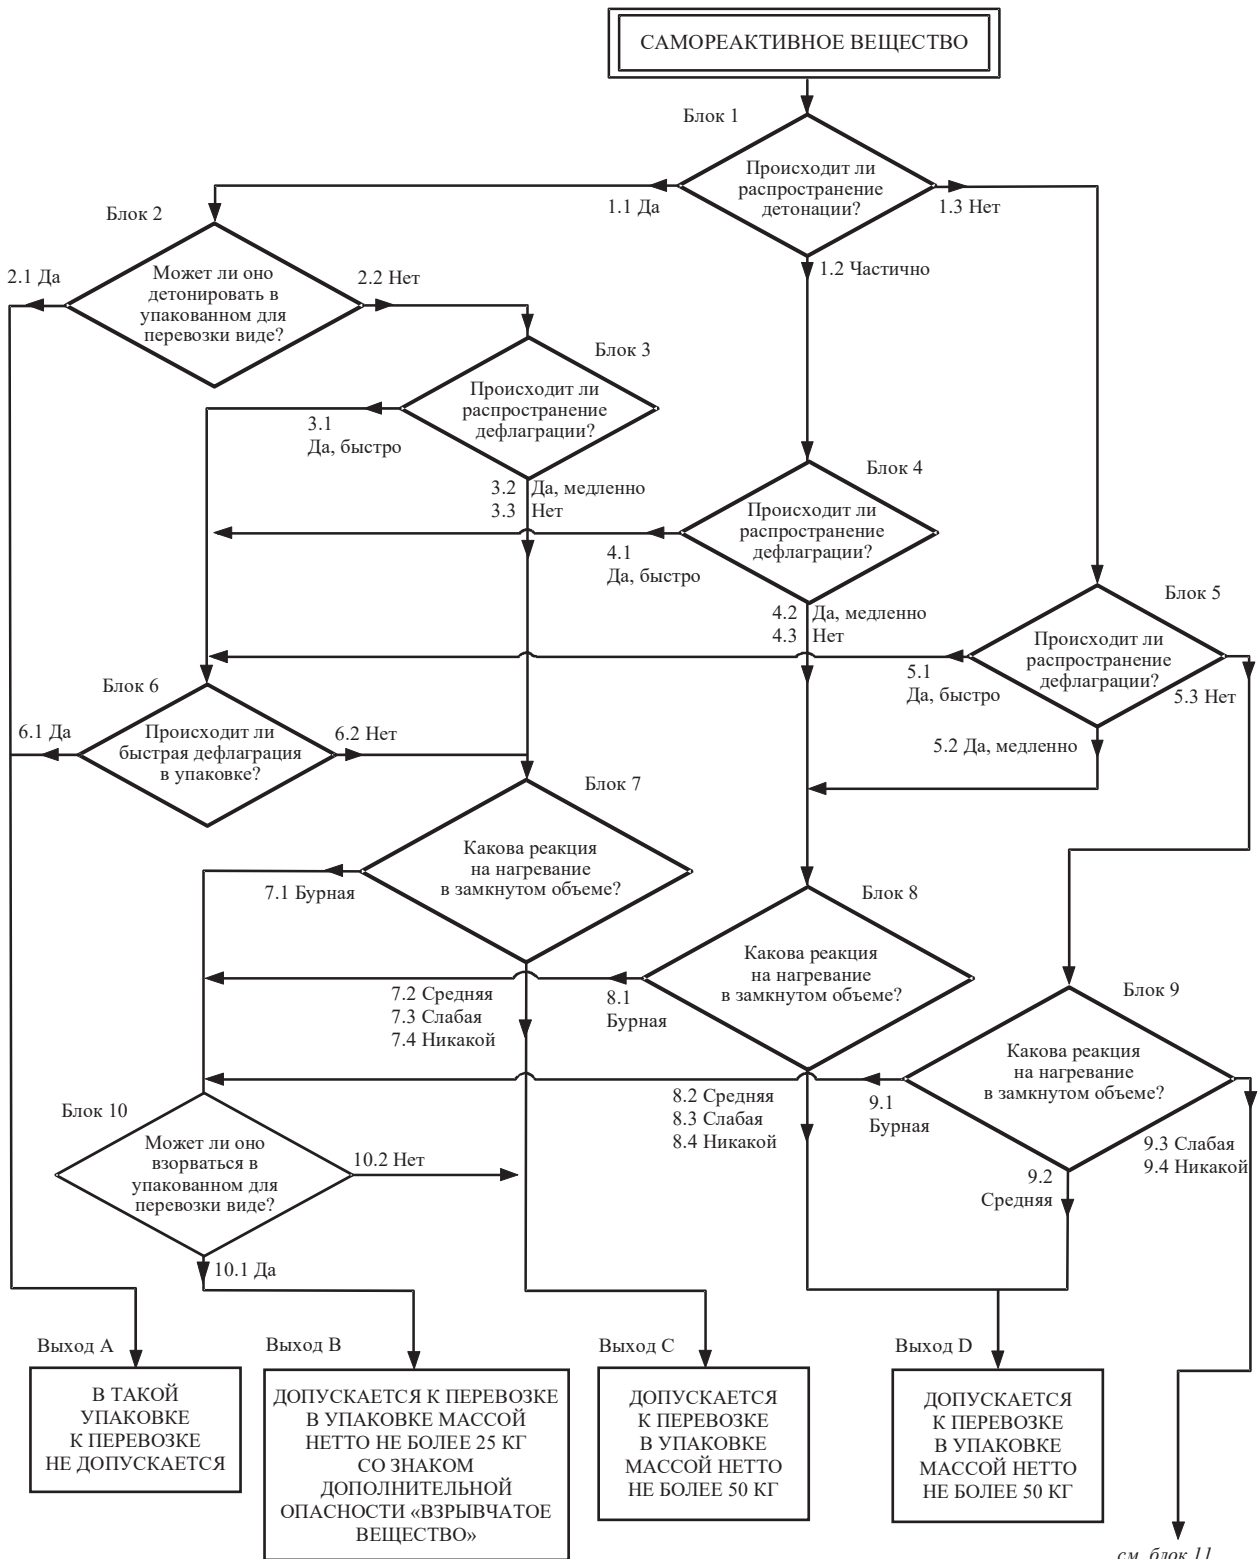 САМОРЕАКТИВНОЕ ВЕЩЕСТВО
Блок 1
Происходит ли
распространение
детонации?
1.1 Да
1.3 Нет
1.2 Частично
Блок 2
2.1 Да
Может ли оно
детонировать в
упакованном для
перевозки виде?
2.2 Нет
Блок 3
Происходит ли
распространение
дефлаграции?
3.1
Да, быстро
3.2 Да, медленно
3.3 Нет
Блок 4
Происходит ли
распространение
дефлаграции?
4.1
Да, быстро
4.2 Да, медленно
4.3 Нет
Блок 5
Происходит ли
распространение
дефлаграции?
5.1
Да, быстро
5.3 Нет
5.2 Да, медленно
Блок 6
6.1 Да
Происходит ли
быстрая дефлаграция
в упаковке?
6.2 Нет
Блок 7
Какова реакция
на нагревание
в замкнутом объеме?
7.1 Бурная
7.2 Средняя
7.3 Слабая
7.4 Никакой
Блок 8
Какова реакция
на нагревание
в замкнутом объеме?
8.1
Бурная
8.2 Средняя
8.3 Слабая
8.4 Никакой
Блок 9
Какова реакция
на нагревание
в замкнутом объеме?
9.1
Бурная
9.2
Средняя
9.3 Слабая
9.4 Никакой
Блок 10
Может ли оно
взорваться в
упакованном для
перевозки виде?
10.2 Нет
10.1 Да
Выход A
В ТАКОЙ
УПАКОВКЕ
К ПЕРЕВОЗКЕ
НЕ ДОПУСКАЕТСЯ
Выход B
ДОПУСКАЕТСЯ К ПЕРЕВОЗКЕ
В УПАКОВКЕ МАССОЙ
НЕТТО НЕ БОЛЕЕ 25 КГ
СО ЗНАКОМ
ДОПОЛНИТЕЛЬНОЙ
ОПАСНОСТИ «ВЗРЫВЧАТОЕ
ВЕЩЕСТВО»
Выход C
ДОПУСКАЕТСЯ
К ПЕРЕВОЗКЕ
В УПАКОВКЕ
МАССОЙ НЕТТО
НЕ БОЛЕЕ 50 КГ
Выход D
ДОПУСКАЕТСЯ
К ПЕРЕВОЗКЕ
В УПАКОВКЕ
МАССОЙ НЕТТО
НЕ БОЛЕЕ 50 КГ
см. блок 11